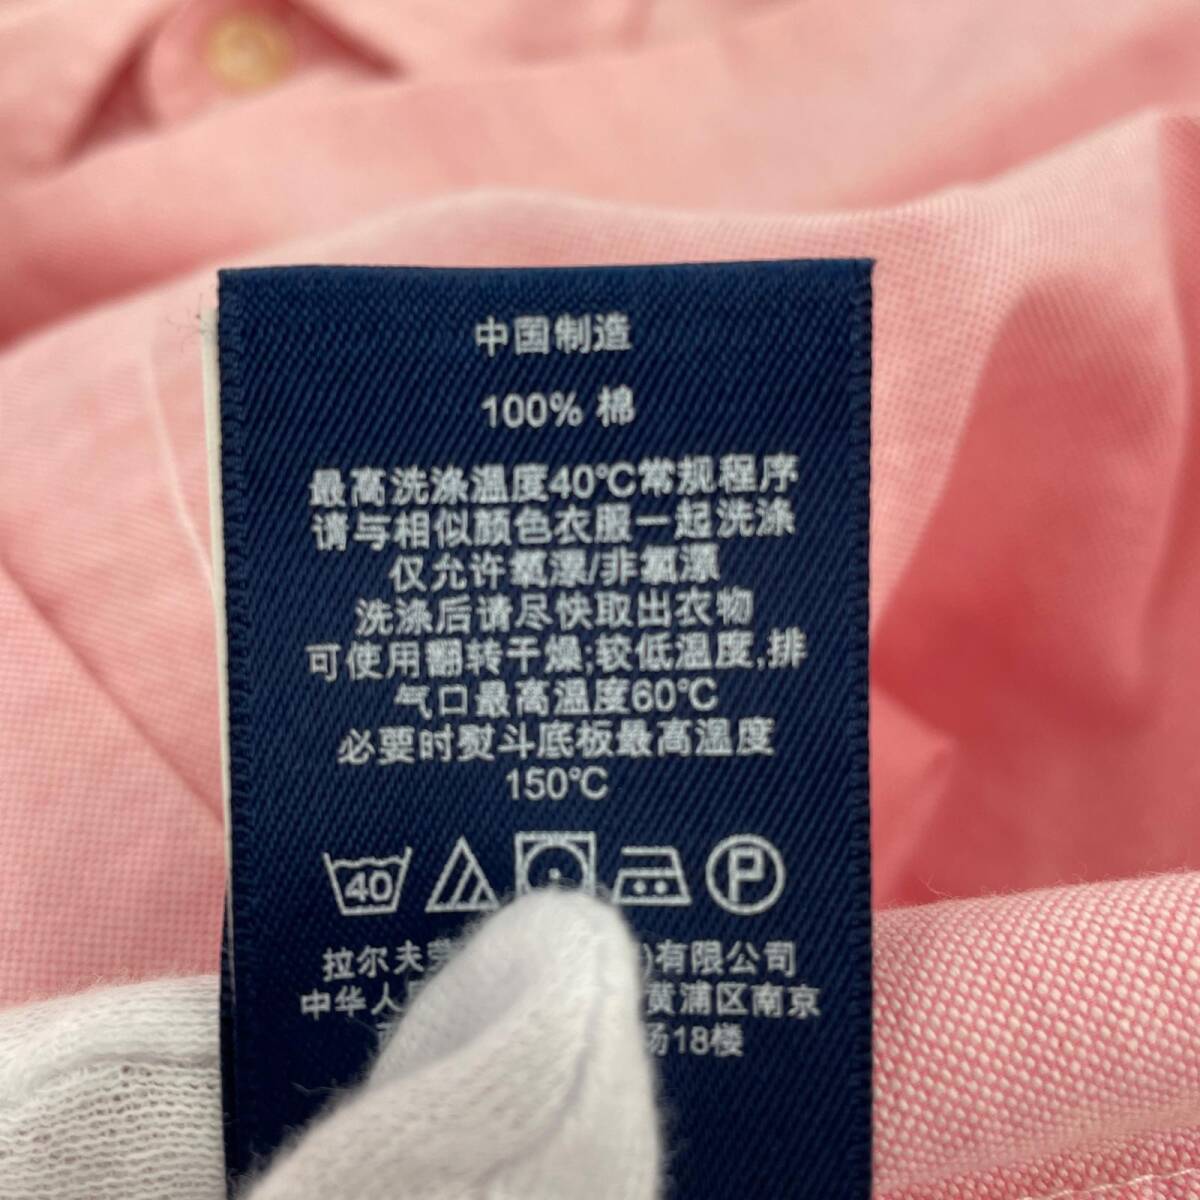 中国制造
100% 棉
最高洗涤温度40℃常规程序
请与相似颜色衣服一起洗涤
仅允许氧漂/非氯漂
洗涤后请尽快取出衣物
可使用翻转干燥;较低温度,排
气口最高温度60℃
必要时熨斗底板最高温度
150℃
40 P
拉尔夫劳 )有限公司
中华人民 黄浦区南京
西 场18楼